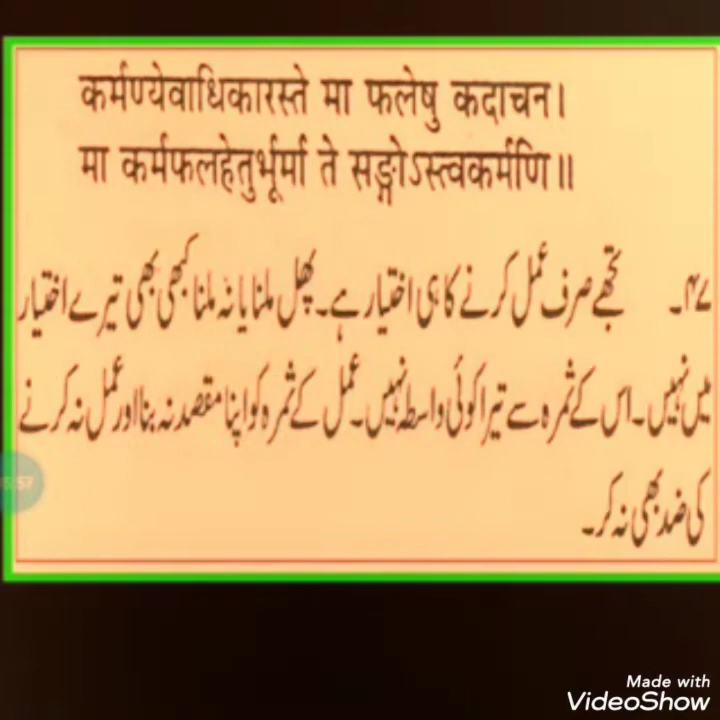 कर्मण्येवाधिकारस्ते मा फलेषु कदाचन।
मा कर्मफलहेतुर्भूर्मा ते सङ्गोऽस्त्वकर्मणि॥
۴۷۔ تجھے صرف عمل کرنے کا ہی اختیار ہے۔ پھل ملنا یا نہ ملنا کبھی بھی تیرے اختیار
میں نہیں۔ اس کے ثمرہ سے تیرا کوئی واسطہ نہیں۔ عمل کے ثمرہ کو اپنا مقصد نہ بنا اور عمل نہ کرنے
کی ضد بھی نہ کر۔
Made with
VideoShow